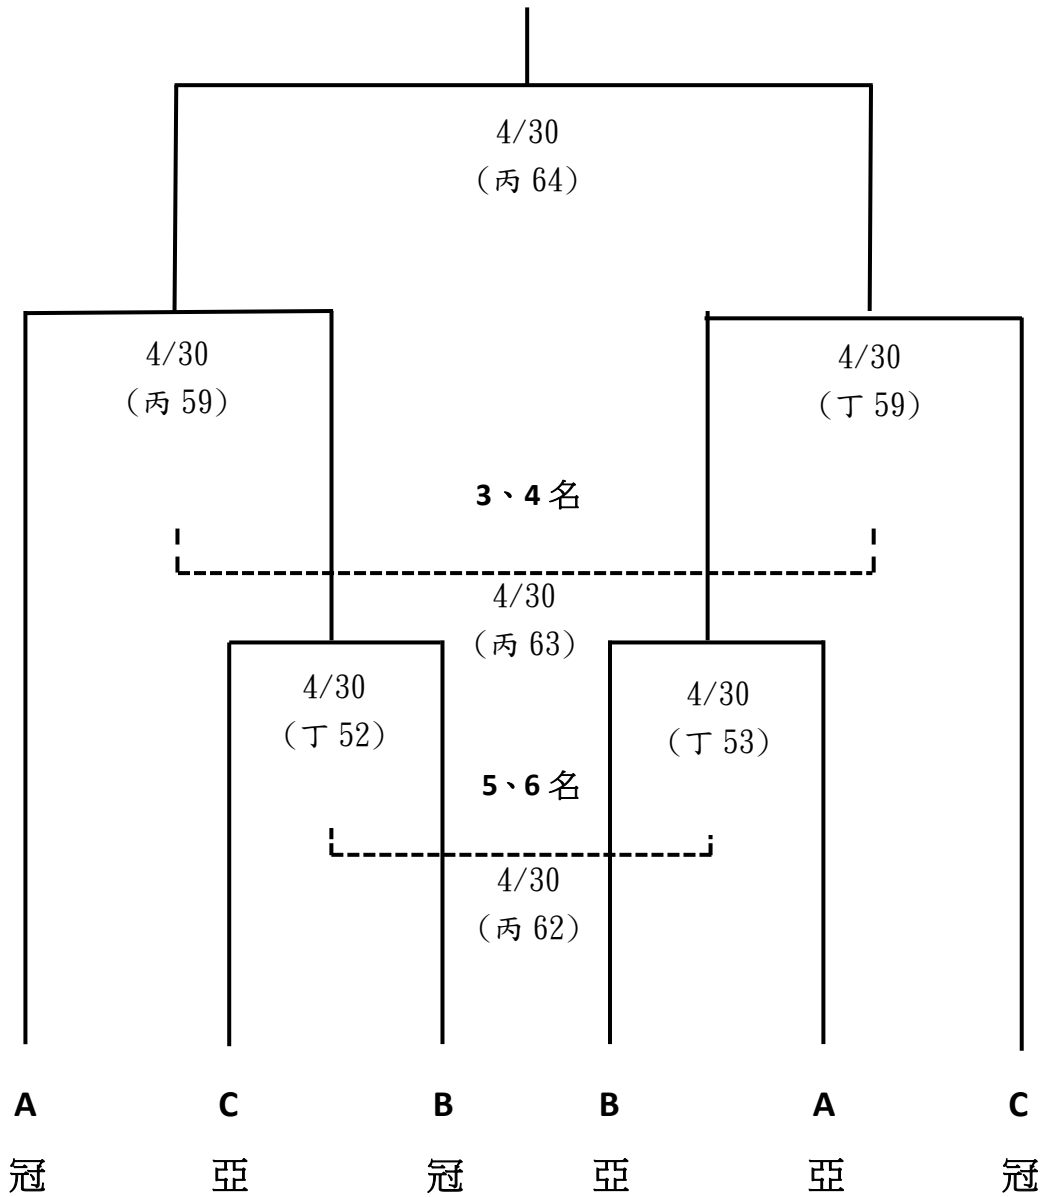 4/30
(丙 64)
4/30
(丙 59)
4/30
(丁 59)
3、4 名
4/30
(丙 63)
4/30
(丁 52)
4/30
(丁 53)
5、6 名
4/30
(丙 62)
A C B B A C
冠 亞 冠 亞 亞 冠